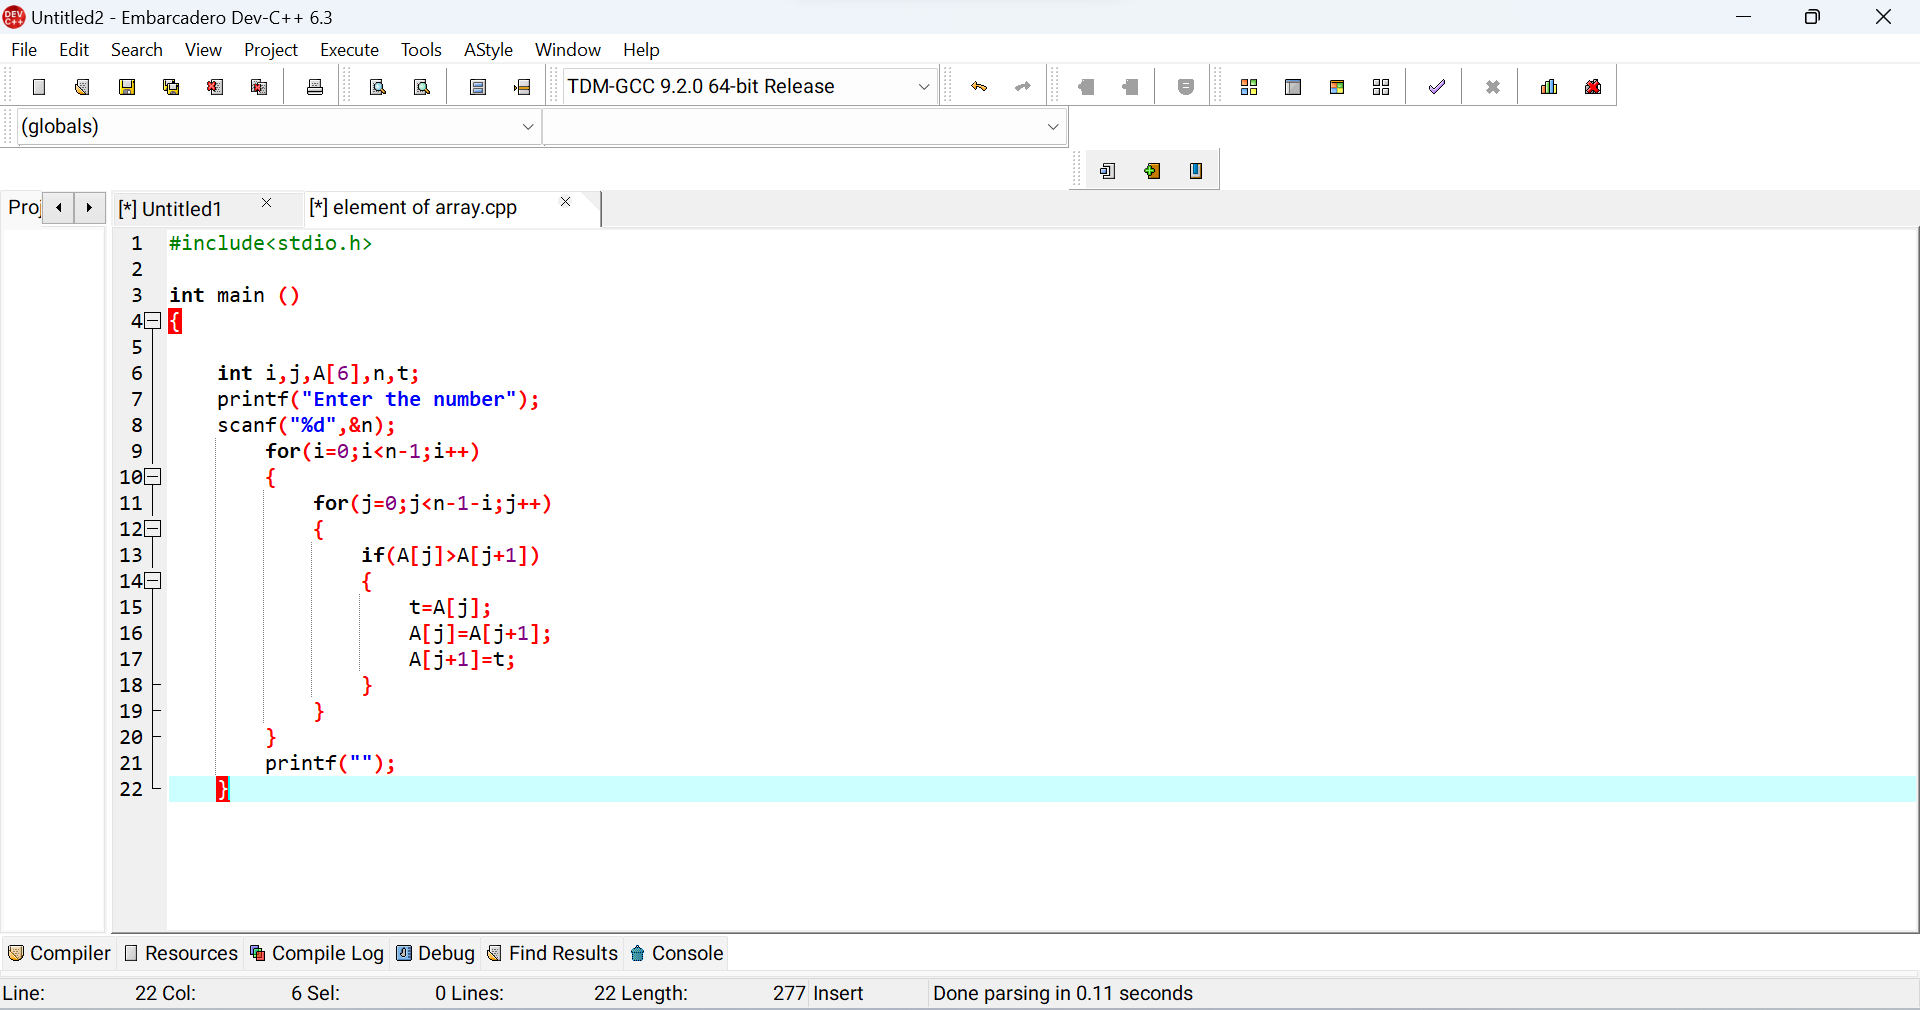 Untitled2 - Embarcadero Dev-C++ 6.3
File Edit Search View Project Execute Tools AStyle Window Help
TDM-GCC 9.2.0 64-bit Release
(globals)
Proj [*] Untitled1 [*] element of array.cpp
1 #include<stdio.h>
2
3 int main ()
4 {
5
6 int i,j,A[6],n,t;
7 printf("Enter the number");
8 scanf("%d",&n);
9 for(i=0;i<n-1;i++)
10 {
11 for(j=0;j<n-1-i;j++)
12 {
13 if(A[j]>A[j+1])
14 {
15 t=A[j];
16 A[j]=A[j+1];
17 A[j+1]=t;
18 }
19 }
20 }
21 printf("");
22 }
Compiler Resources Compile Log Debug Find Results Console
Line: 22 Col: 6 Sel: 0 Lines: 22 Length: 277 Insert Done parsing in 0.11 seconds